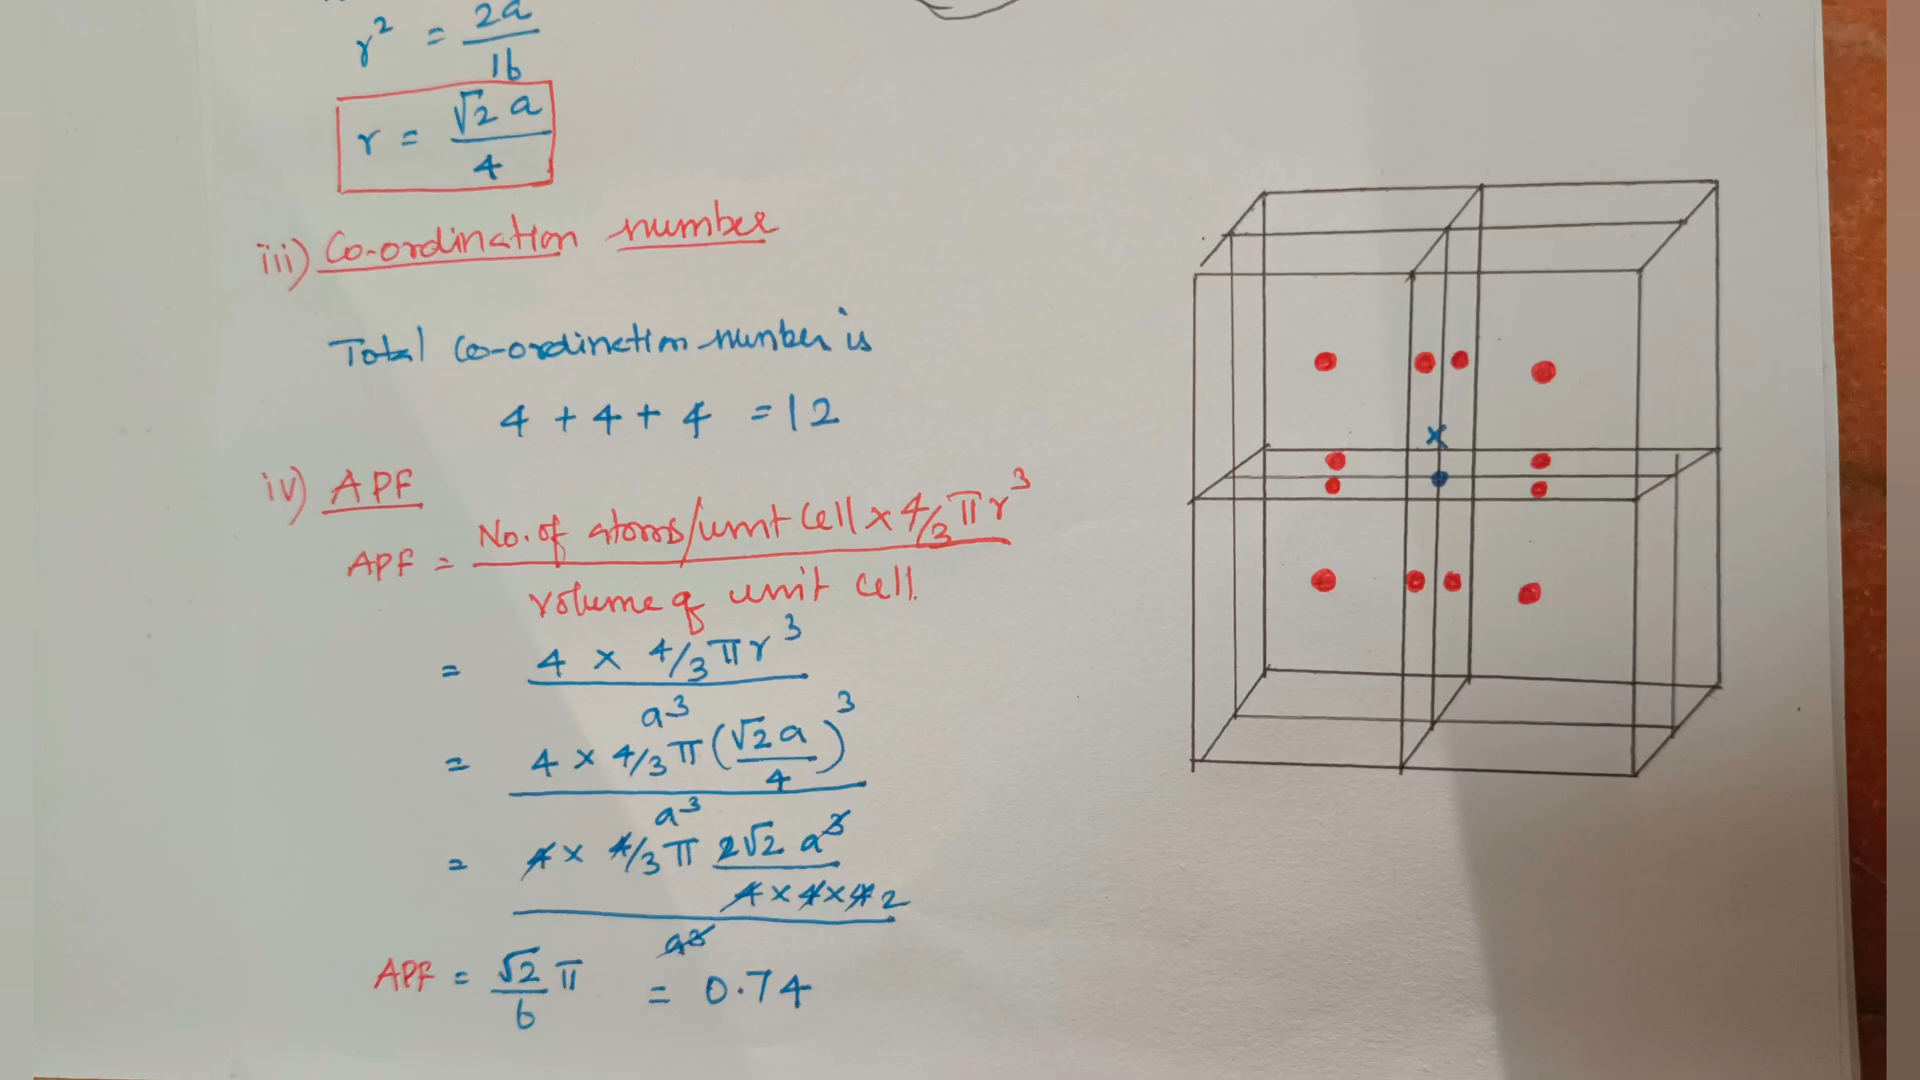 r² = 2a/16
r = √2 a/4
iii) Co-ordination number
Total co-ordination number is
4 + 4 + 4 = 12
iv) APF
APF = No. of atoms/unit cell × 4/3 π r³ / volume of unit cell.
= 4 × 4/3 π r³ / a³
= 4 × 4/3 π (√2 a/4)³ / a³
= 4 × 4/3 π 2√2 a³/4×4×4 2 / a³
APF = √2/6 π = 0.74
x